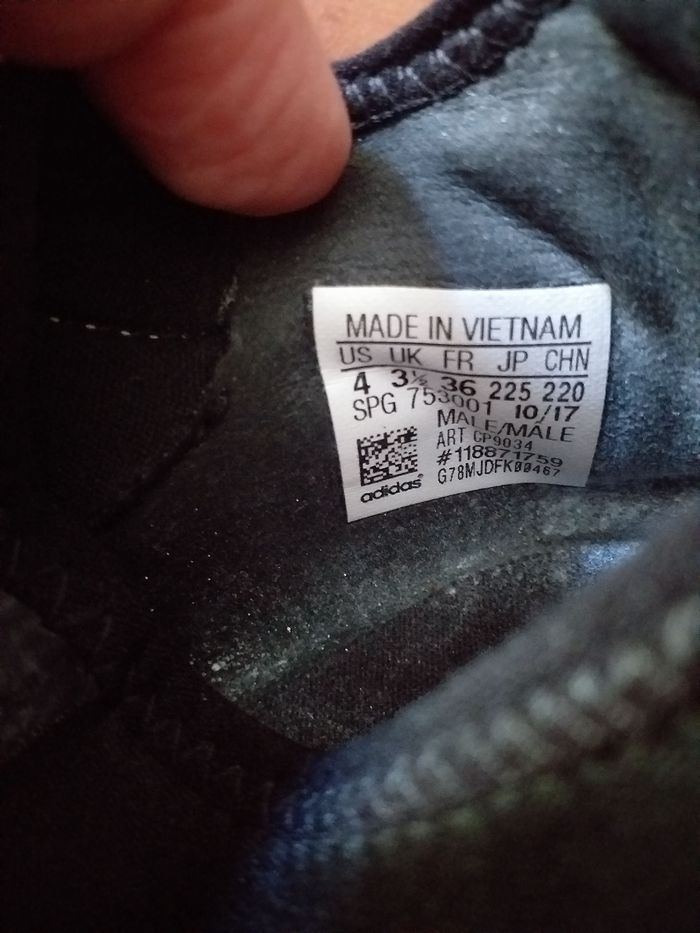 MADE IN VIETNAM
US UK FR JP CHN
4 3½ 36 225 220
SPG 753001 10/17
MALE/MÂLE
ART CP9034
#118871759
G78MJDFK00467
adidas